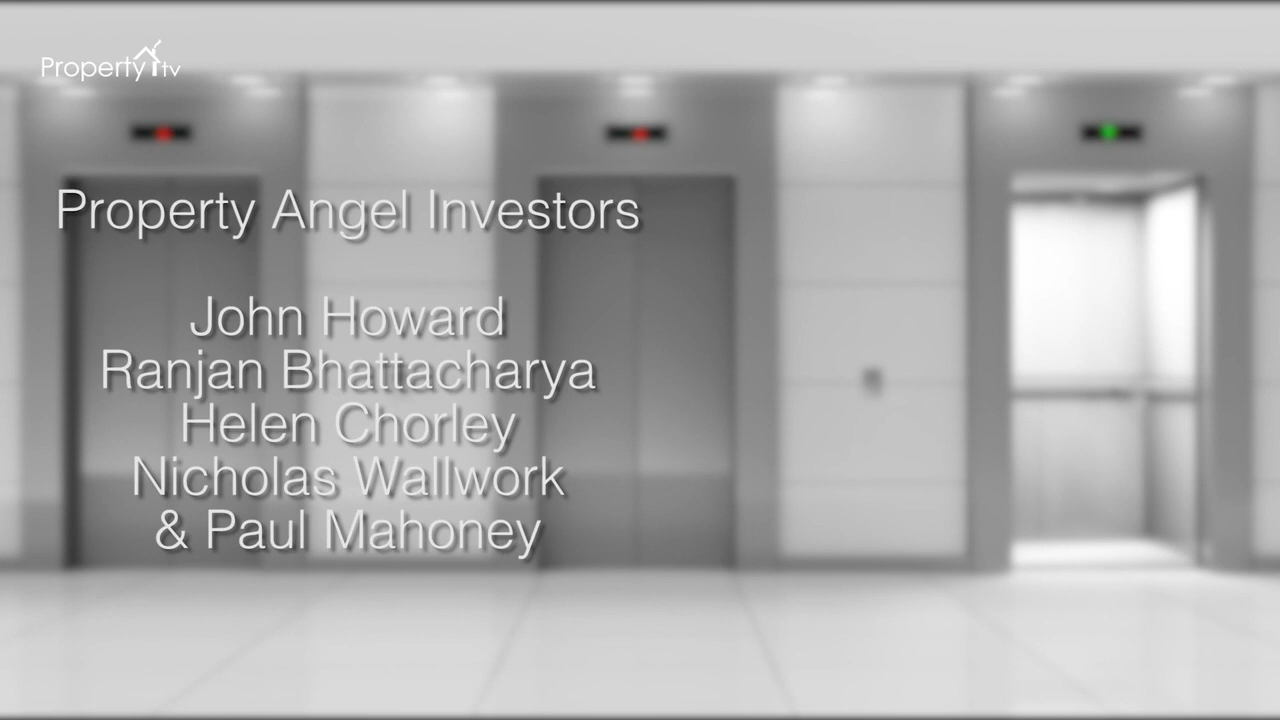 Property tv
Property Angel Investors
John Howard
Ranjan Bhattacharya
Helen Chorley
Nicholas Wallwork
& Paul Mahoney